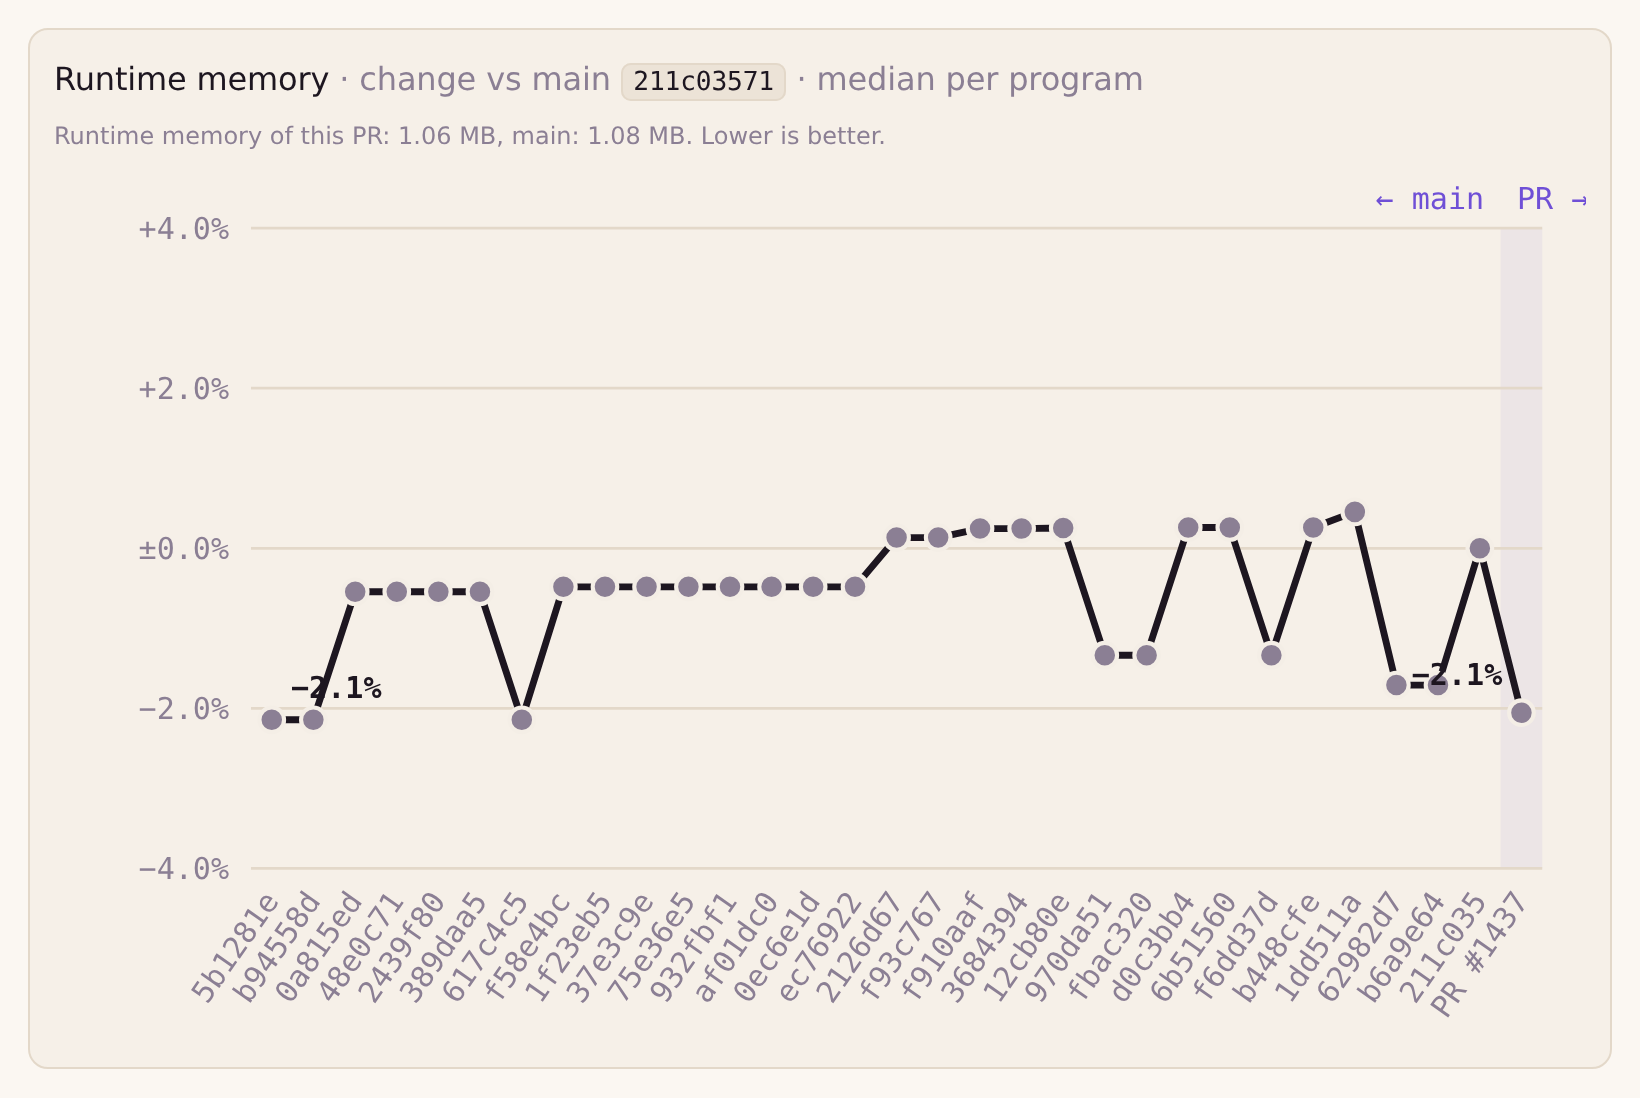 Runtime memory · change vs main 211c03571 · median per program
Runtime memory of this PR: 1.06 MB, main: 1.08 MB. Lower is better.
← main PR →
+4.0%
+2.0%
±0.0%
−2.0%
−4.0%
−2.1%
−2.1%
5b1281e
b94558d
0a815ed
48e0c71
2439f80
389daa5
617c4c5
f58e4bc
1f23eb5
37e3c9e
75e36e5
932fbf1
af01dc0
0ec6e1d
ec76922
2126d67
f93c767
f910aaf
3684394
12cb80e
970da51
fbac320
d0c3bb4
6b51560
f6dd37d
b448cfe
1dd511a
62982d7
b6a9e64
211c035
PR #1437